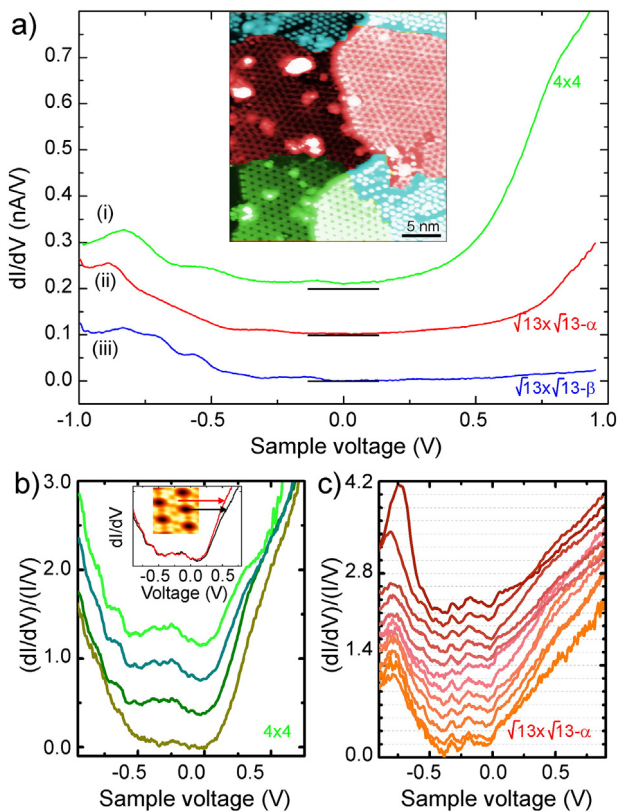 a)
0.7
0.6
0.5
0.4
0.3
0.2
0.1
0.0
dI/dV (nA/V)
4x4
5 nm
(i)
(ii)
√13x√13-α
(iii)
√13x√13-β
-1.0
-0.5
0.0
0.5
1.0
Sample voltage (V)
b)
3.0
2.0
1.0
0.0
(dI/dV)/(I/V)
dI/dV
-0.5
0.0
0.5
Voltage (V)
4x4
-0.5
0.0
0.5
Sample voltage (V)
c)
4.2
2.8
1.4
0.0
(dI/dV)/(I/V)
√13x√13-α
-0.5
0.0
0.5
Sample voltage (V)